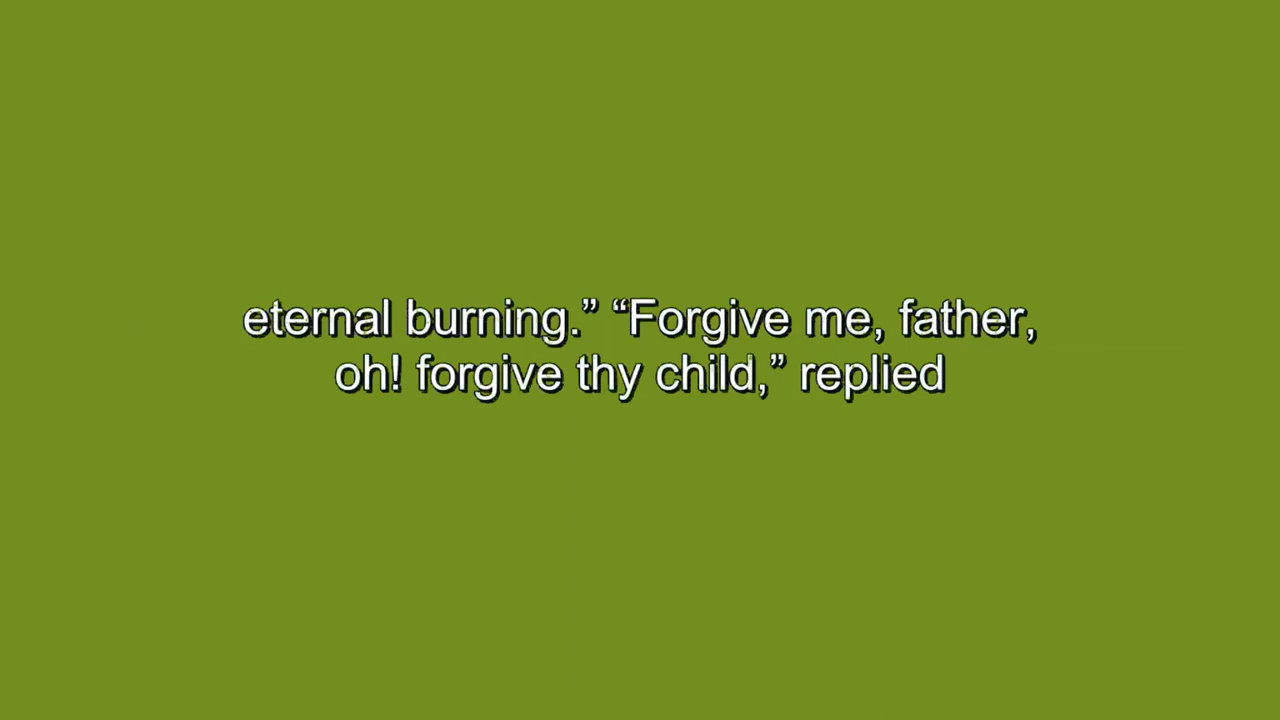 eternal burning.” “Forgive me, father,
oh! forgive thy child,” replied